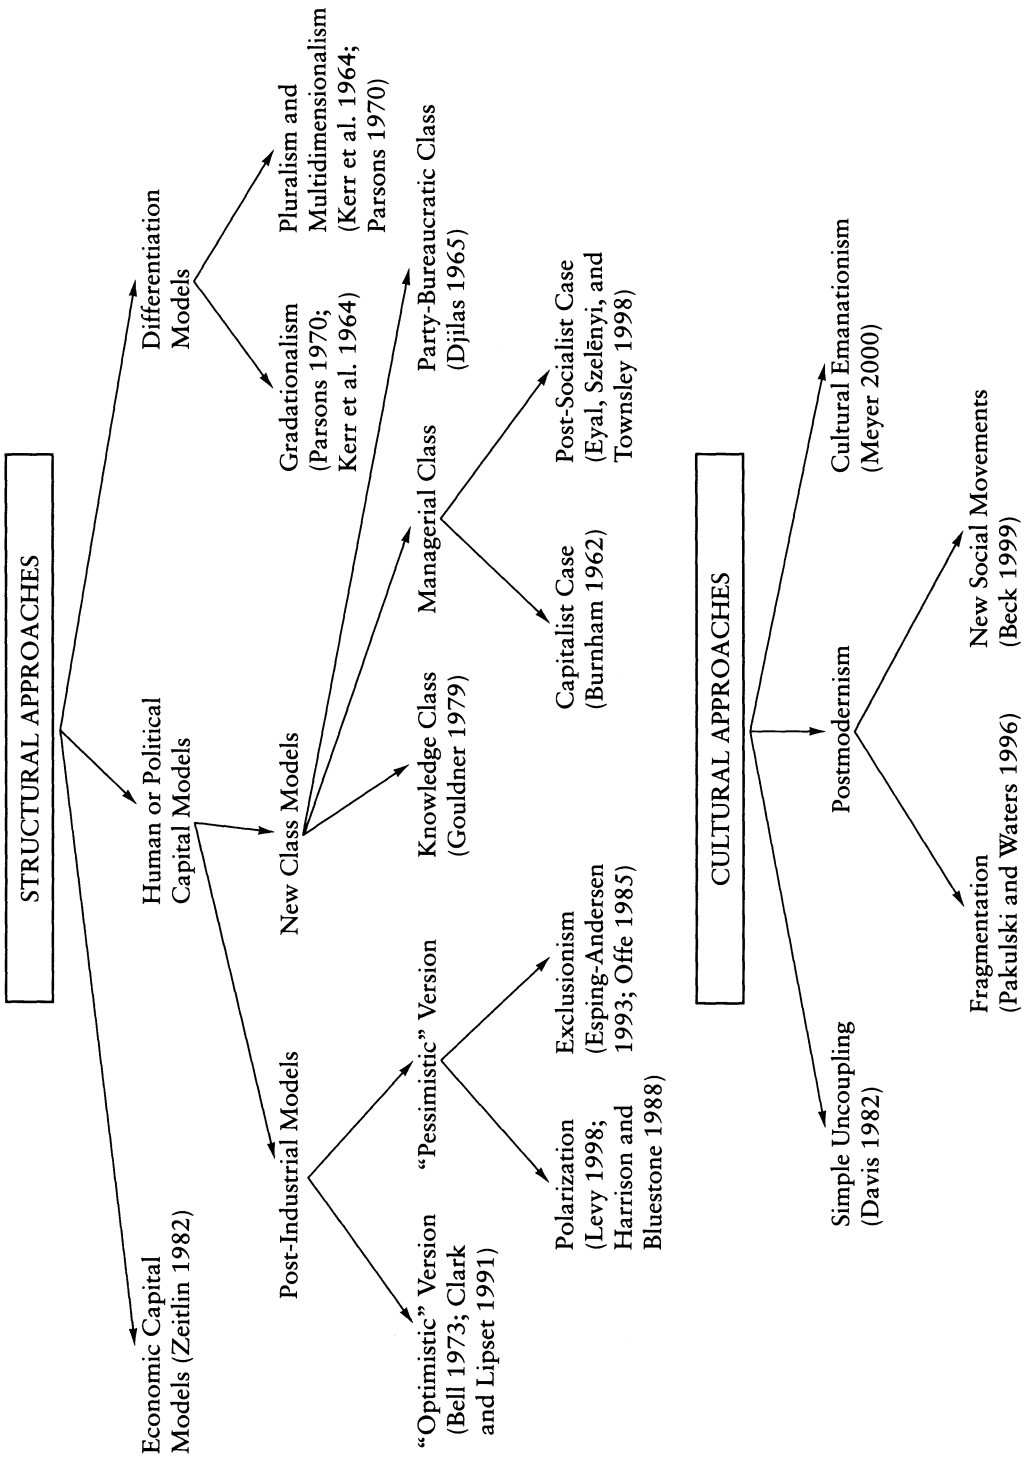 STRUCTURAL APPROACHES
Economic Capital
Models (Zeitlin 1982)
Human or Political
Capital Models
Differentiation
Models
Post-Industrial Models
New Class Models
Gradationalism
(Parsons 1970;
Kerr et al. 1964)
Pluralism and
Multidimensionalism
(Kerr et al. 1964;
Parsons 1970)
“Optimistic” Version
(Bell 1973; Clark
and Lipset 1991)
“Pessimistic” Version
Knowledge Class
(Gouldner 1979)
Managerial Class
Party-Bureaucratic Class
(Djilas 1965)
Polarization
(Levy 1998;
Harrison and
Bluestone 1988)
Exclusionism
(Esping-Andersen
1993; Offe 1985)
Capitalist Case
(Burnham 1962)
Post-Socialist Case
(Eyal, Szelēnyi, and
Townsley 1998)
CULTURAL APPROACHES
Simple Uncoupling
(Davis 1982)
Postmodernism
Cultural Emanationism
(Meyer 2000)
Fragmentation
(Pakulski and Waters 1996)
New Social Movements
(Beck 1999)